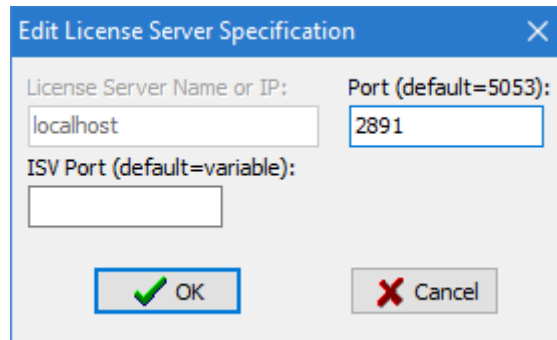 Edit License Server Specification
License Server Name or IP: Port (default=5053):
localhost 2891
ISV Port (default=variable):
OK Cancel